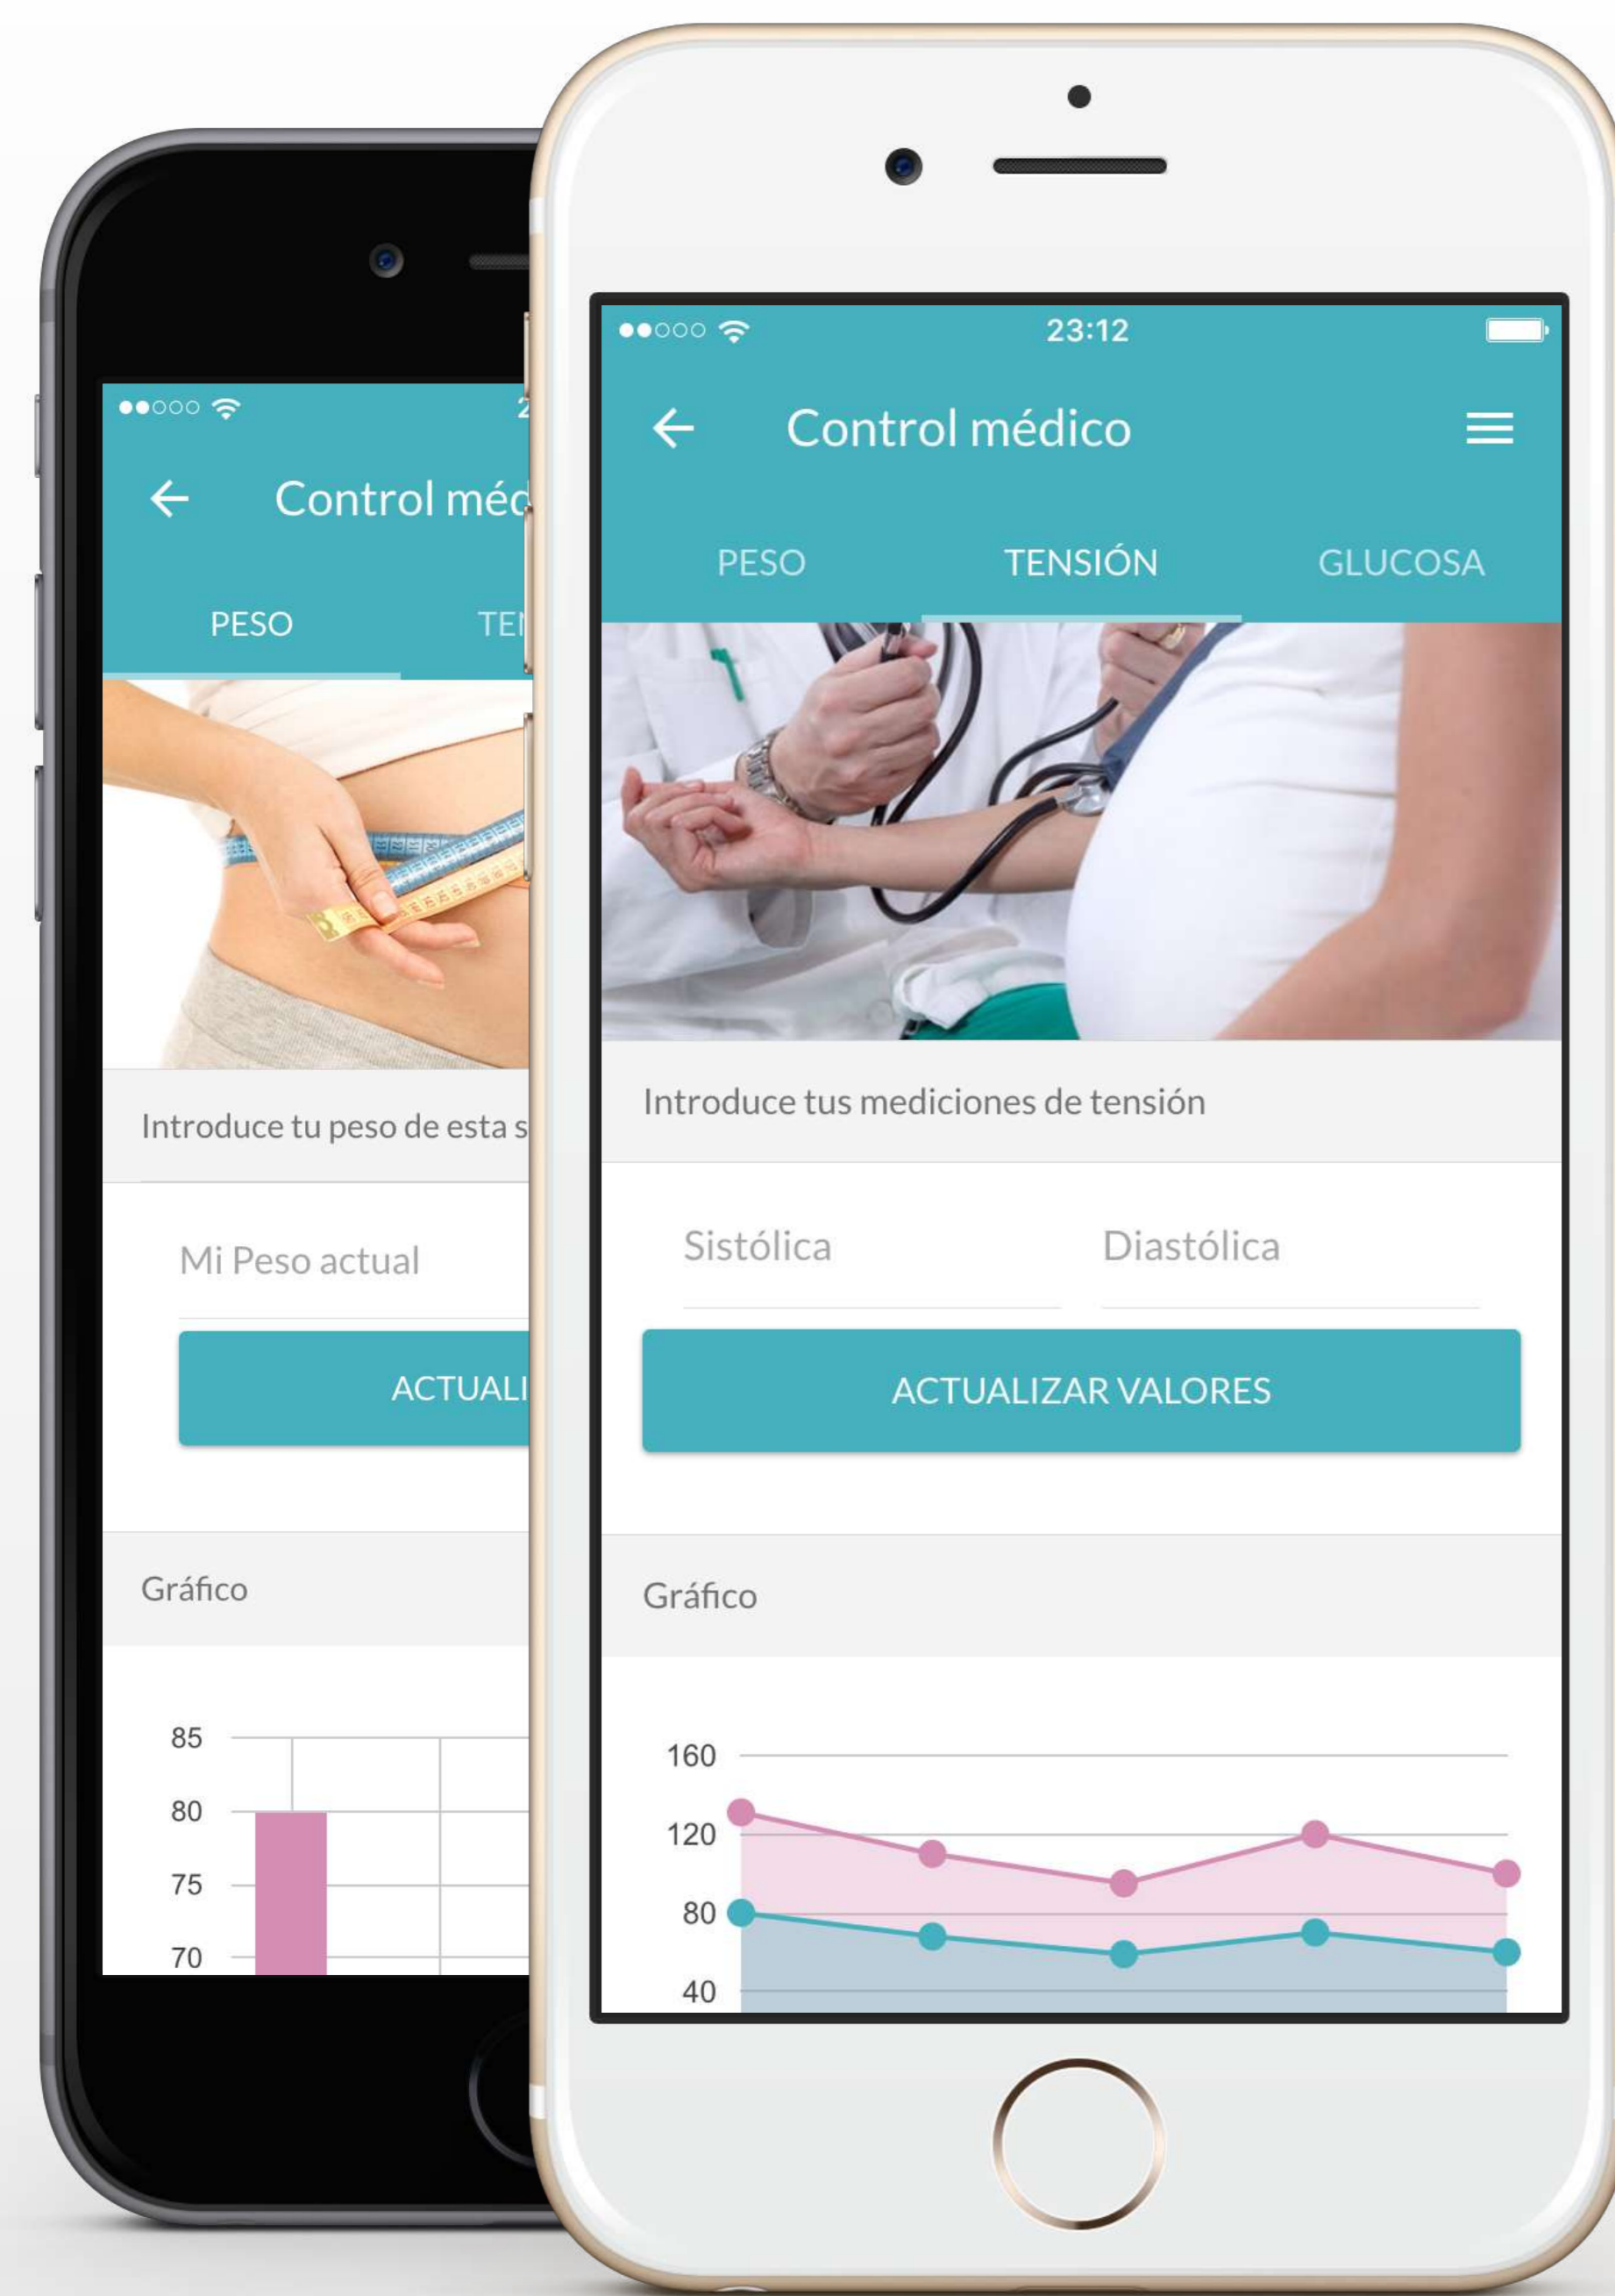 Control méd
PESO
Introduce tu peso de esta s
Mi Peso actual
ACTUALI
Gráfico
85
80
75
70
23:12
Control médico
PESO TENSIÓN GLUCOSA
Introduce tus mediciones de tensión
Sistólica Diastólica
ACTUALIZAR VALORES
Gráfico
160
120
80
40